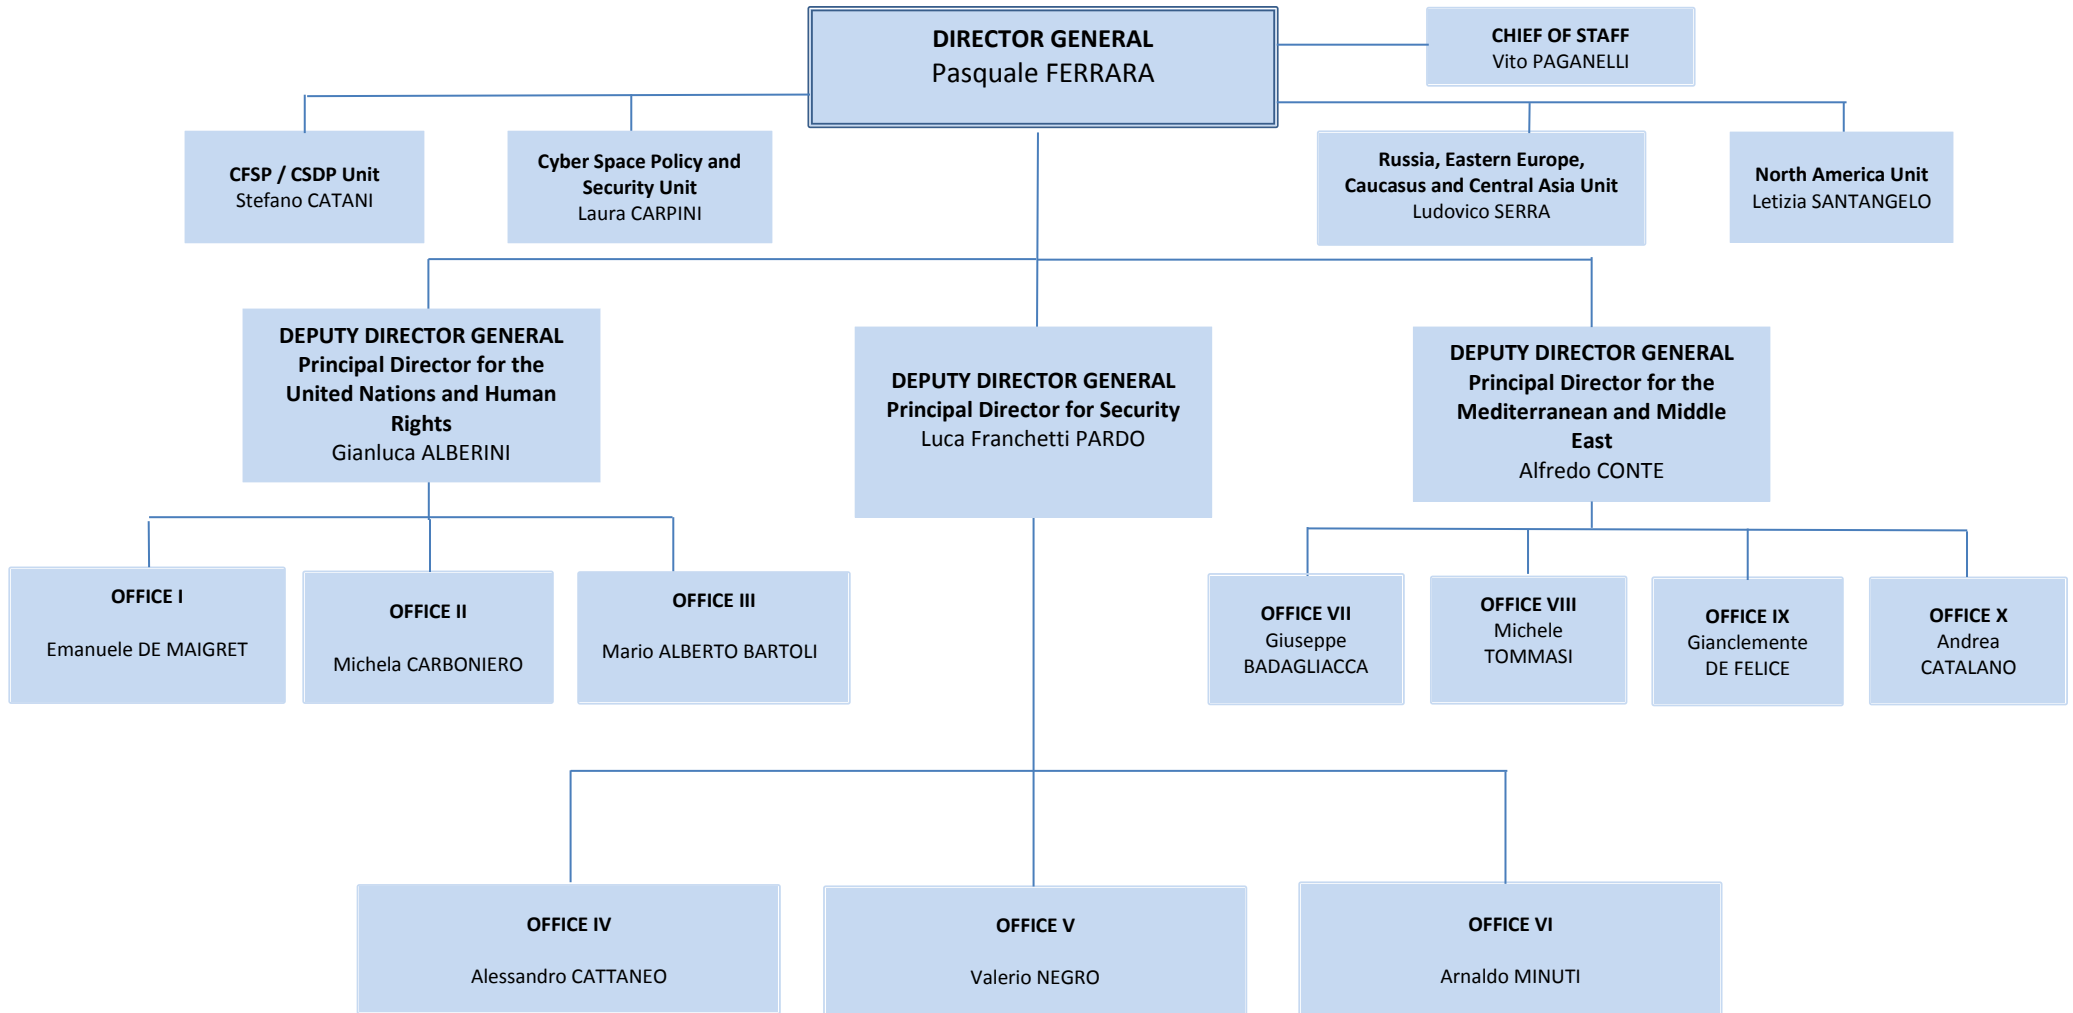 DIRECTOR GENERAL
Pasquale FERRARA
CHIEF OF STAFF
Vito PAGANELLI
CFSP / CSDP Unit
Stefano CATANI
Cyber Space Policy and
Security Unit
Laura CARPINI
Russia, Eastern Europe,
Caucasus and Central Asia Unit
Ludovico SERRA
North America Unit
Letizia SANTANGELO
DEPUTY DIRECTOR GENERAL
Principal Director for the
United Nations and Human
Rights
Gianluca ALBERINI
DEPUTY DIRECTOR GENERAL
Principal Director for Security
Luca Franchetti PARDO
DEPUTY DIRECTOR GENERAL
Principal Director for the
Mediterranean and Middle
East
Alfredo CONTE
OFFICE I
Emanuele DE MAIGRET
OFFICE II
Michela CARBONIERO
OFFICE III
Mario ALBERTO BARTOLI
OFFICE VII
Giuseppe
BADAGLIACCA
OFFICE VIII
Michele
TOMMASI
OFFICE IX
Gianclemente
DE FELICE
OFFICE X
Andrea
CATALANO
OFFICE IV
Alessandro CATTANEO
OFFICE V
Valerio NEGRO
OFFICE VI
Arnaldo MINUTI